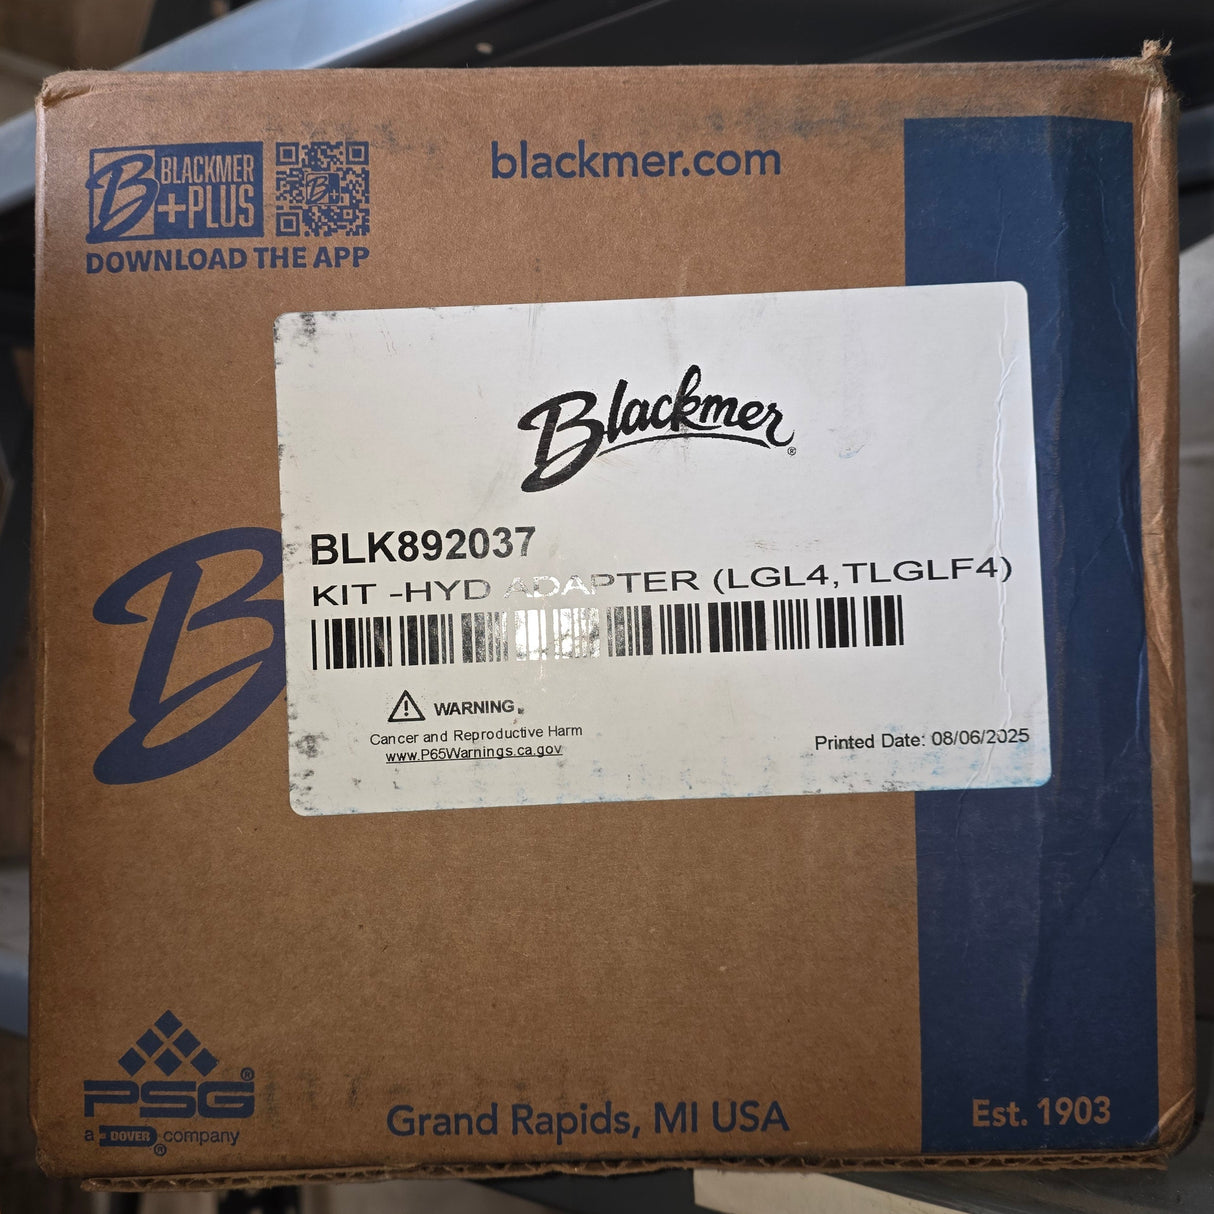 BLACKMER
+PLUS
DOWNLOAD THE APP
blackmer.com
Blackmer®
BLK892037
KIT -HYD ADAPTER (LGL4,TLGLF4)
WARNING
Cancer and Reproductive Harm
www.P65Warnings.ca.gov
Printed Date: 08/06/2025
B
PSG®
a DOVER® company
Grand Rapids, MI USA
Est. 1903